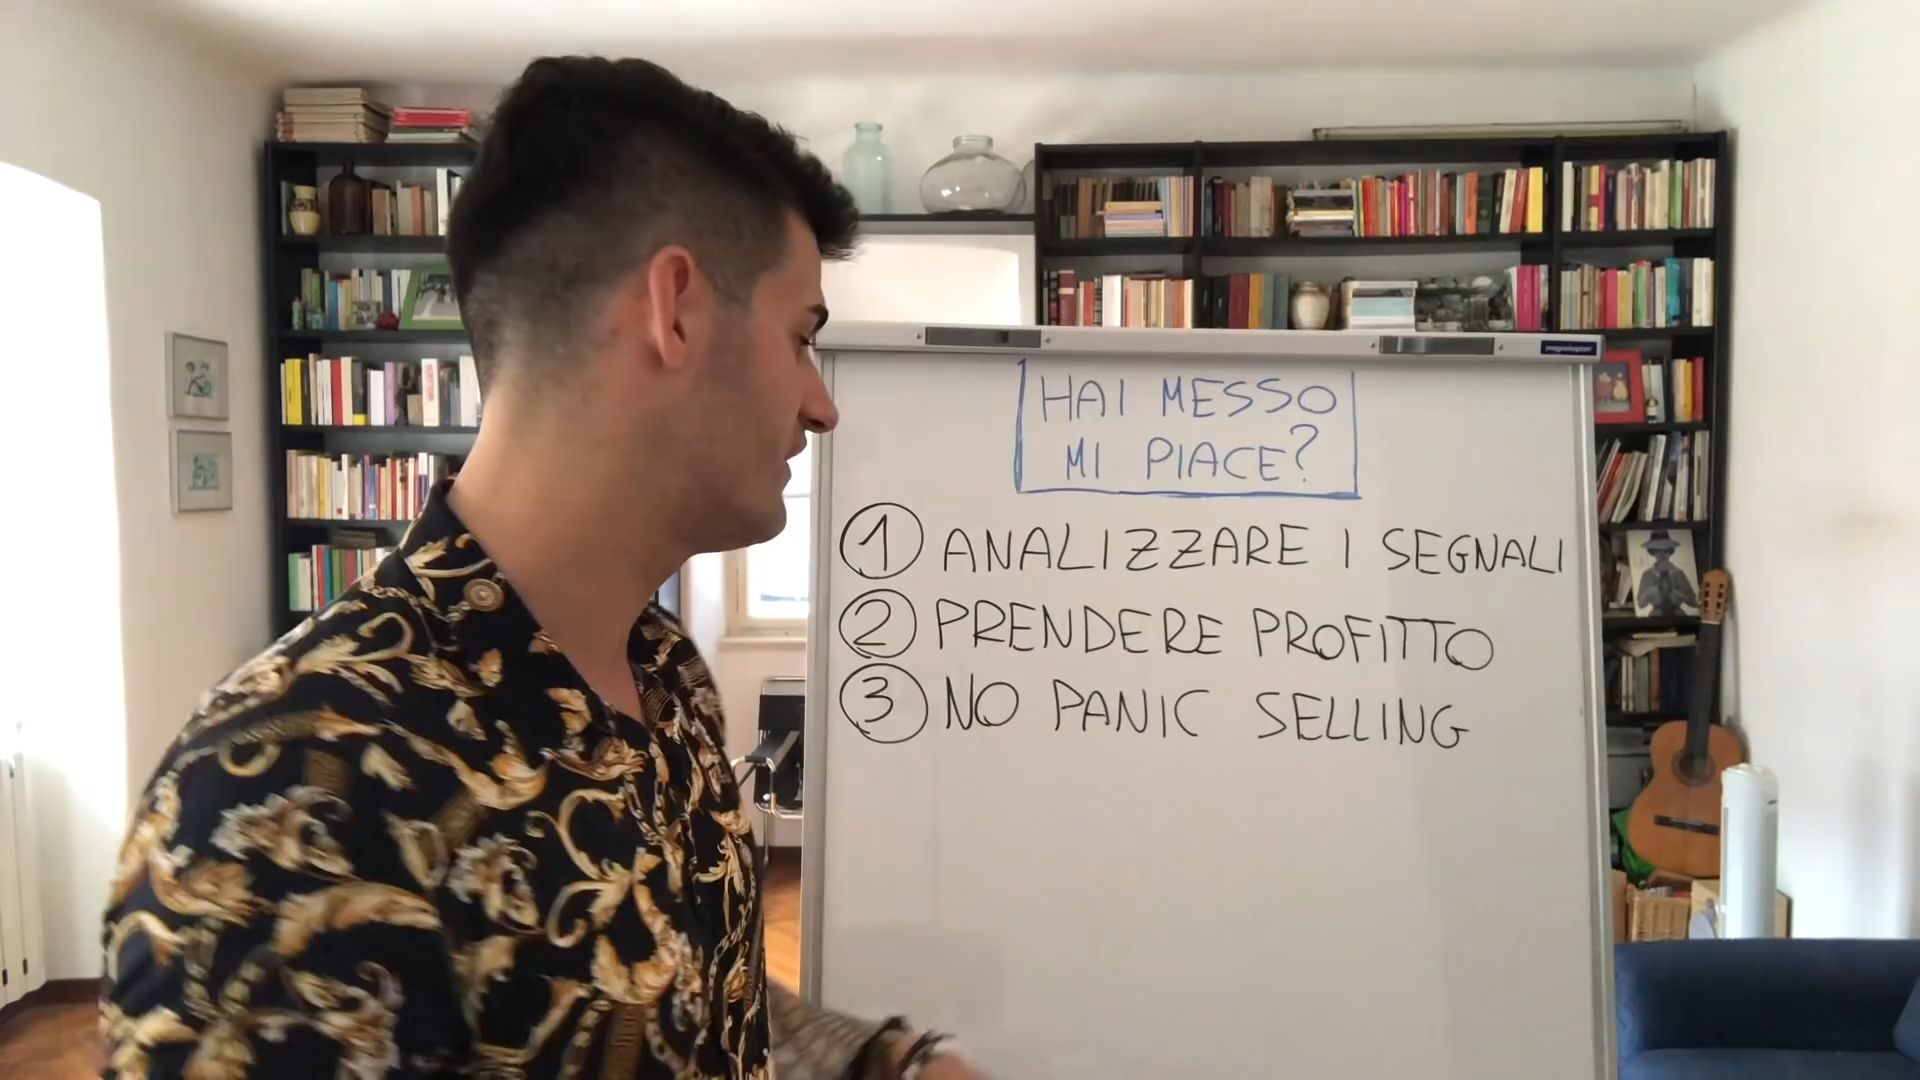 HAI MESSO
MI PIACE?
1 ANALIZZARE I SEGNALI
2 PRENDERE PROFITTO
3 NO PANIC SELLING